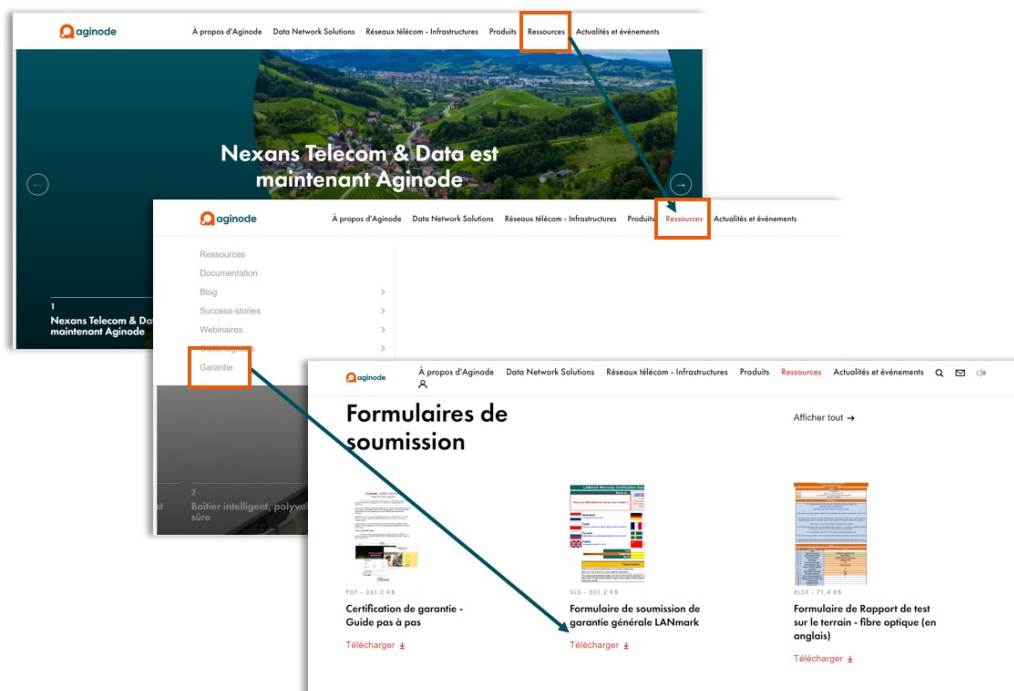 aginode
À propos d'Aginode Data Network Solutions Réseaux télécom - Infrastructures Produits Ressources Actualités et événements
Nexans Telecom & Data est
maintenant Aginode
1
Nexans Telecom & Da
maintenant Aginode
aginode
À propos d'Aginode Data Network Solutions Réseaux télécom - Infrastructures Produits Ressources Actualités et événements
Ressources
Documentation
Blog
Success-stories
Webinaires
Garantie
2
Boîtier intelligent, polyva
sûre
aginode
À propos d'Aginode Data Network Solutions Réseaux télécom - Infrastructures Produits Ressources Actualités et événements
Formulaires de
soumission
Afficher tout →
PDF - 361.2 KB
Certification de garantie -
Guide pas à pas
Télécharger
XLS - 501.2 KB
Formulaire de soumission de
garantie générale LANmark
Télécharger
XLSX - 71.4 KB
Formulaire de Rapport de test
sur le terrain - fibre optique (en
anglais)
Télécharger